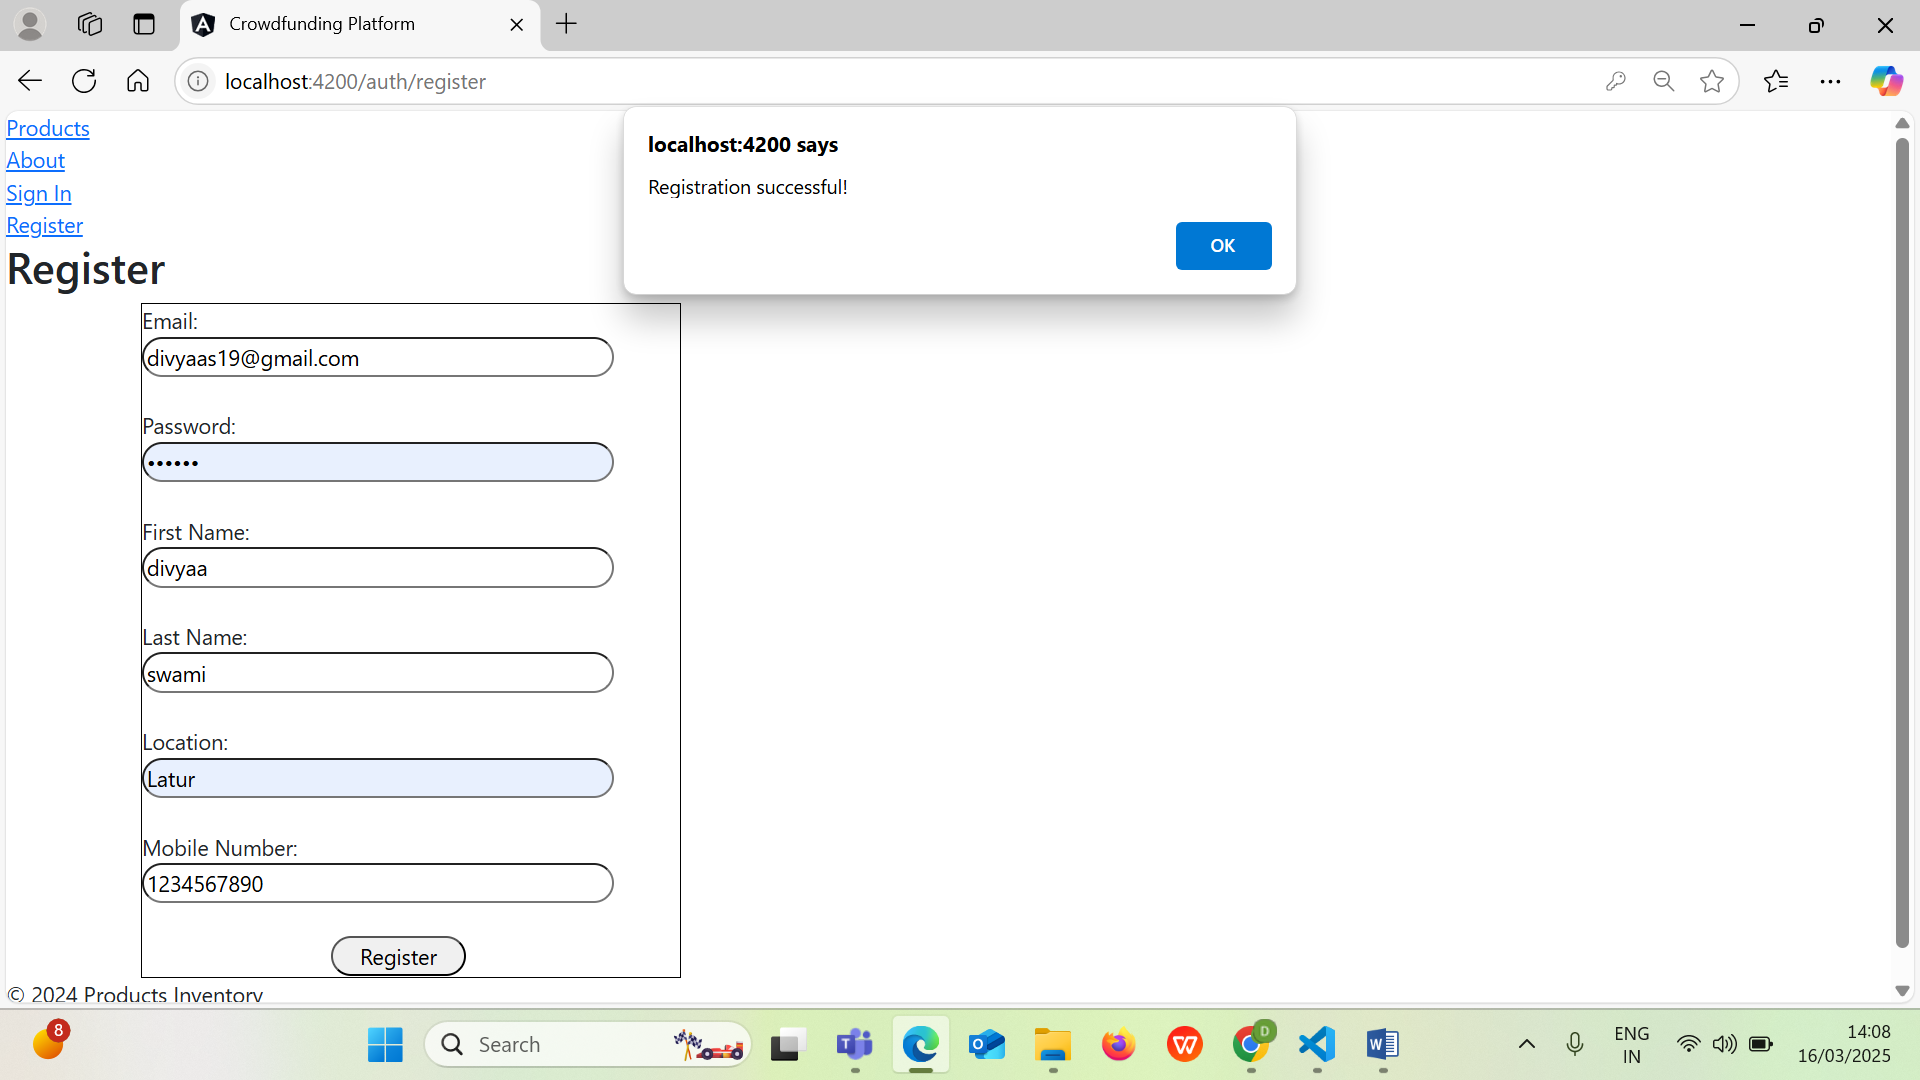 Crowdfunding Platform
localhost:4200/auth/register
Products
About
Sign In
Register
localhost:4200 says
Registration successful!
OK
Register
Email:
divyaas19@gmail.com
Password:
••••••
First Name:
divyaa
Last Name:
swami
Location:
Latur
Mobile Number:
1234567890
Register
© 2024 Products Inventory
8
Search
T
O
W
D
W
ENG
IN
14:08
16/03/2025